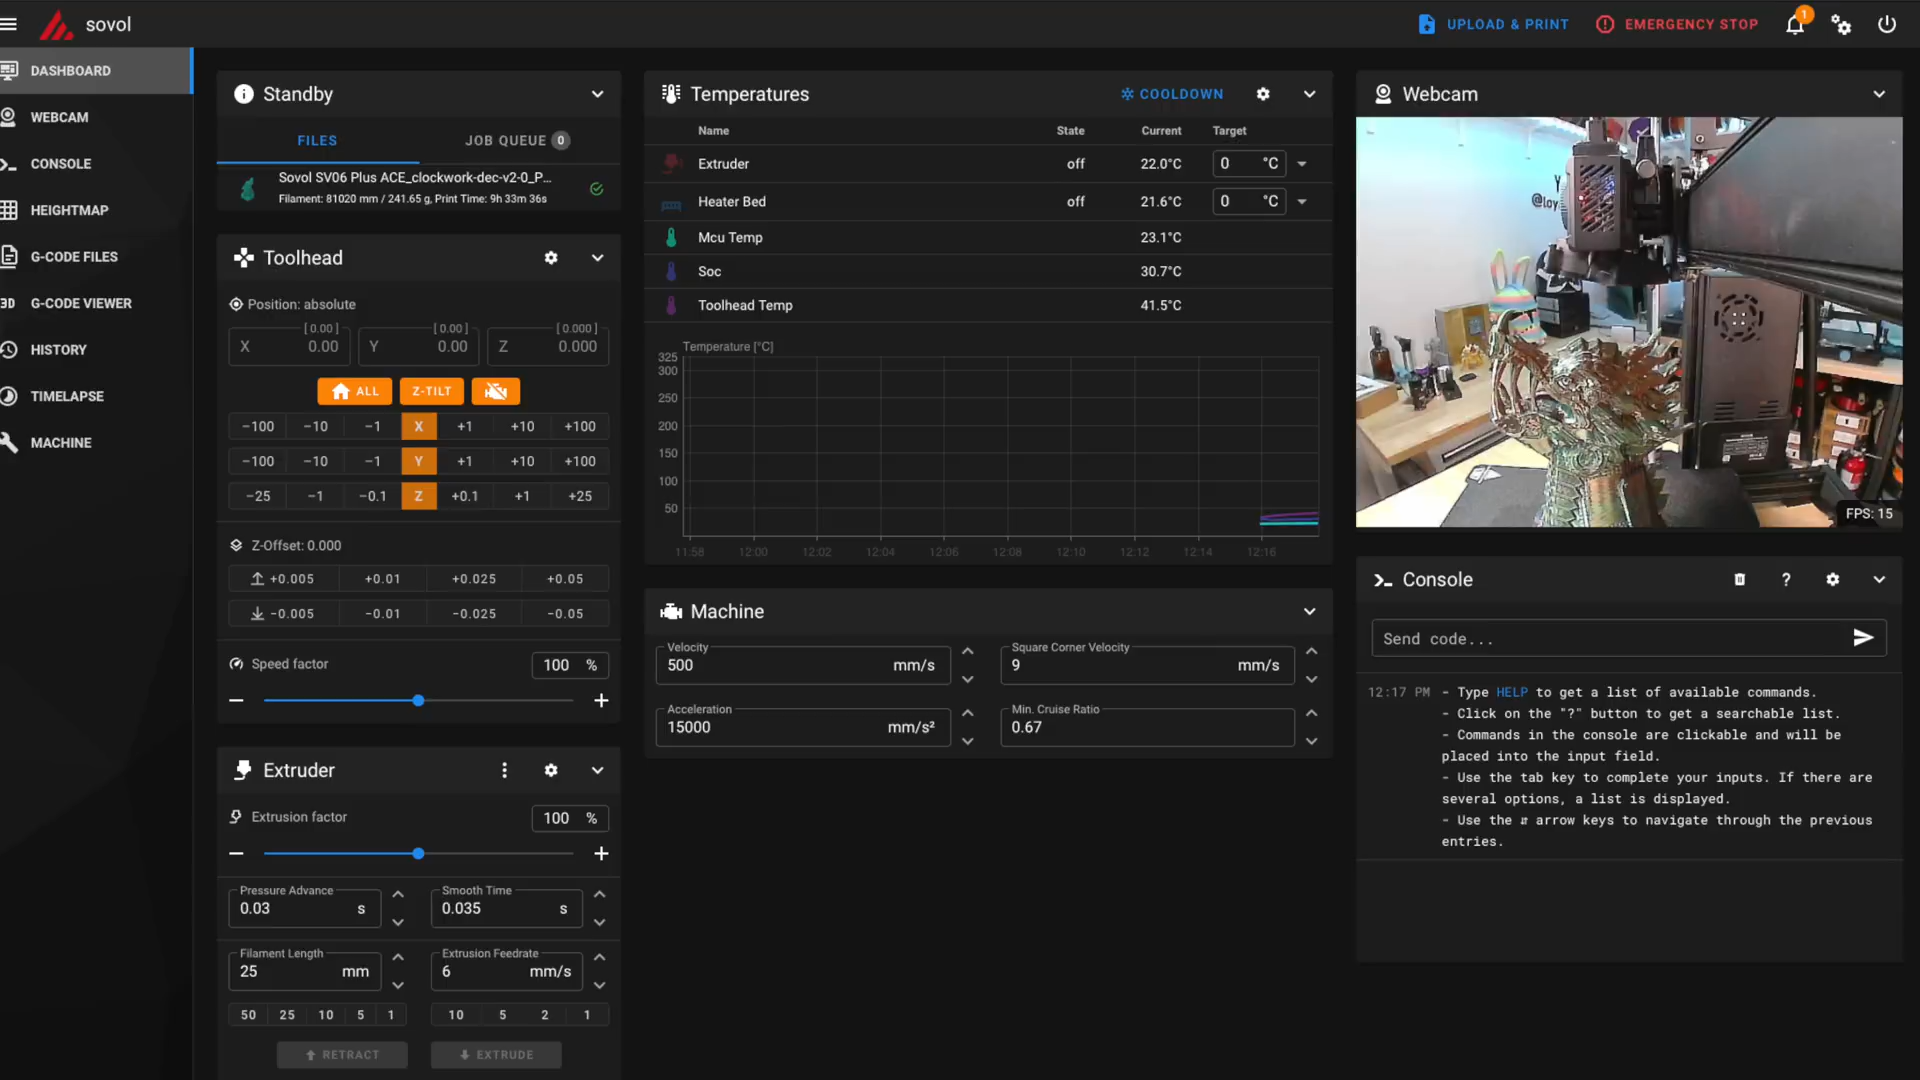 sovol
UPLOAD & PRINT
EMERGENCY STOP
1
DASHBOARD
WEBCAM
CONSOLE
HEIGHTMAP
G-CODE FILES
3D G-CODE VIEWER
HISTORY
TIMELAPSE
MACHINE
Standby
FILES
JOB QUEUE 0
Sovol SV06 Plus ACE_clockwork-dec-v2-0_P...
Filament: 81020 mm / 241.65 g, Print Time: 9h 33m 36s
Toolhead
Position: absolute
[ 0.00 ] [ 0.00 ] [ 0.000 ]
X 0.00 Y 0.00 Z 0.000
ALL Z-TILT
−100 −10 −1 X +1 +10 +100
−100 −10 −1 Y +1 +10 +100
−25 −1 −0.1 Z +0.1 +1 +25
Z-Offset: 0.000
+0.005 +0.01 +0.025 +0.05
−0.005 −0.01 −0.025 −0.05
Speed factor 100 %
Extruder
Extrusion factor 100 %
Pressure Advance Smooth Time
0.03 s 0.035 s
Filament Length Extrusion Feedrate
25 mm 6 mm/s
50 25 10 5 1 10 5 2 1
RETRACT EXTRUDE
Temperatures
COOLDOWN
Name State Current Target
Extruder off 22.0°C 0 °C
Heater Bed off 21.6°C 0 °C
Mcu Temp 23.1°C
Soc 30.7°C
Toolhead Temp 41.5°C
Temperature [°C]
325
300
250
200
150
100
50
11:58 12:00 12:02 12:04 12:06 12:08 12:10 12:12 12:14 12:16
Machine
Velocity Square Corner Velocity
500 mm/s 9 mm/s
Acceleration Min. Cruise Ratio
15000 mm/s² 0.67
Webcam
@loy
FPS: 15
Console
Send code...
12:17 PM - Type HELP to get a list of available commands.
- Click on the "?" button to get a searchable list.
- Commands in the console are clickable and will be
placed into the input field.
- Use the tab key to complete your inputs. If there are
several options, a list is displayed.
- Use the ⇵ arrow keys to navigate through the previous
entries.